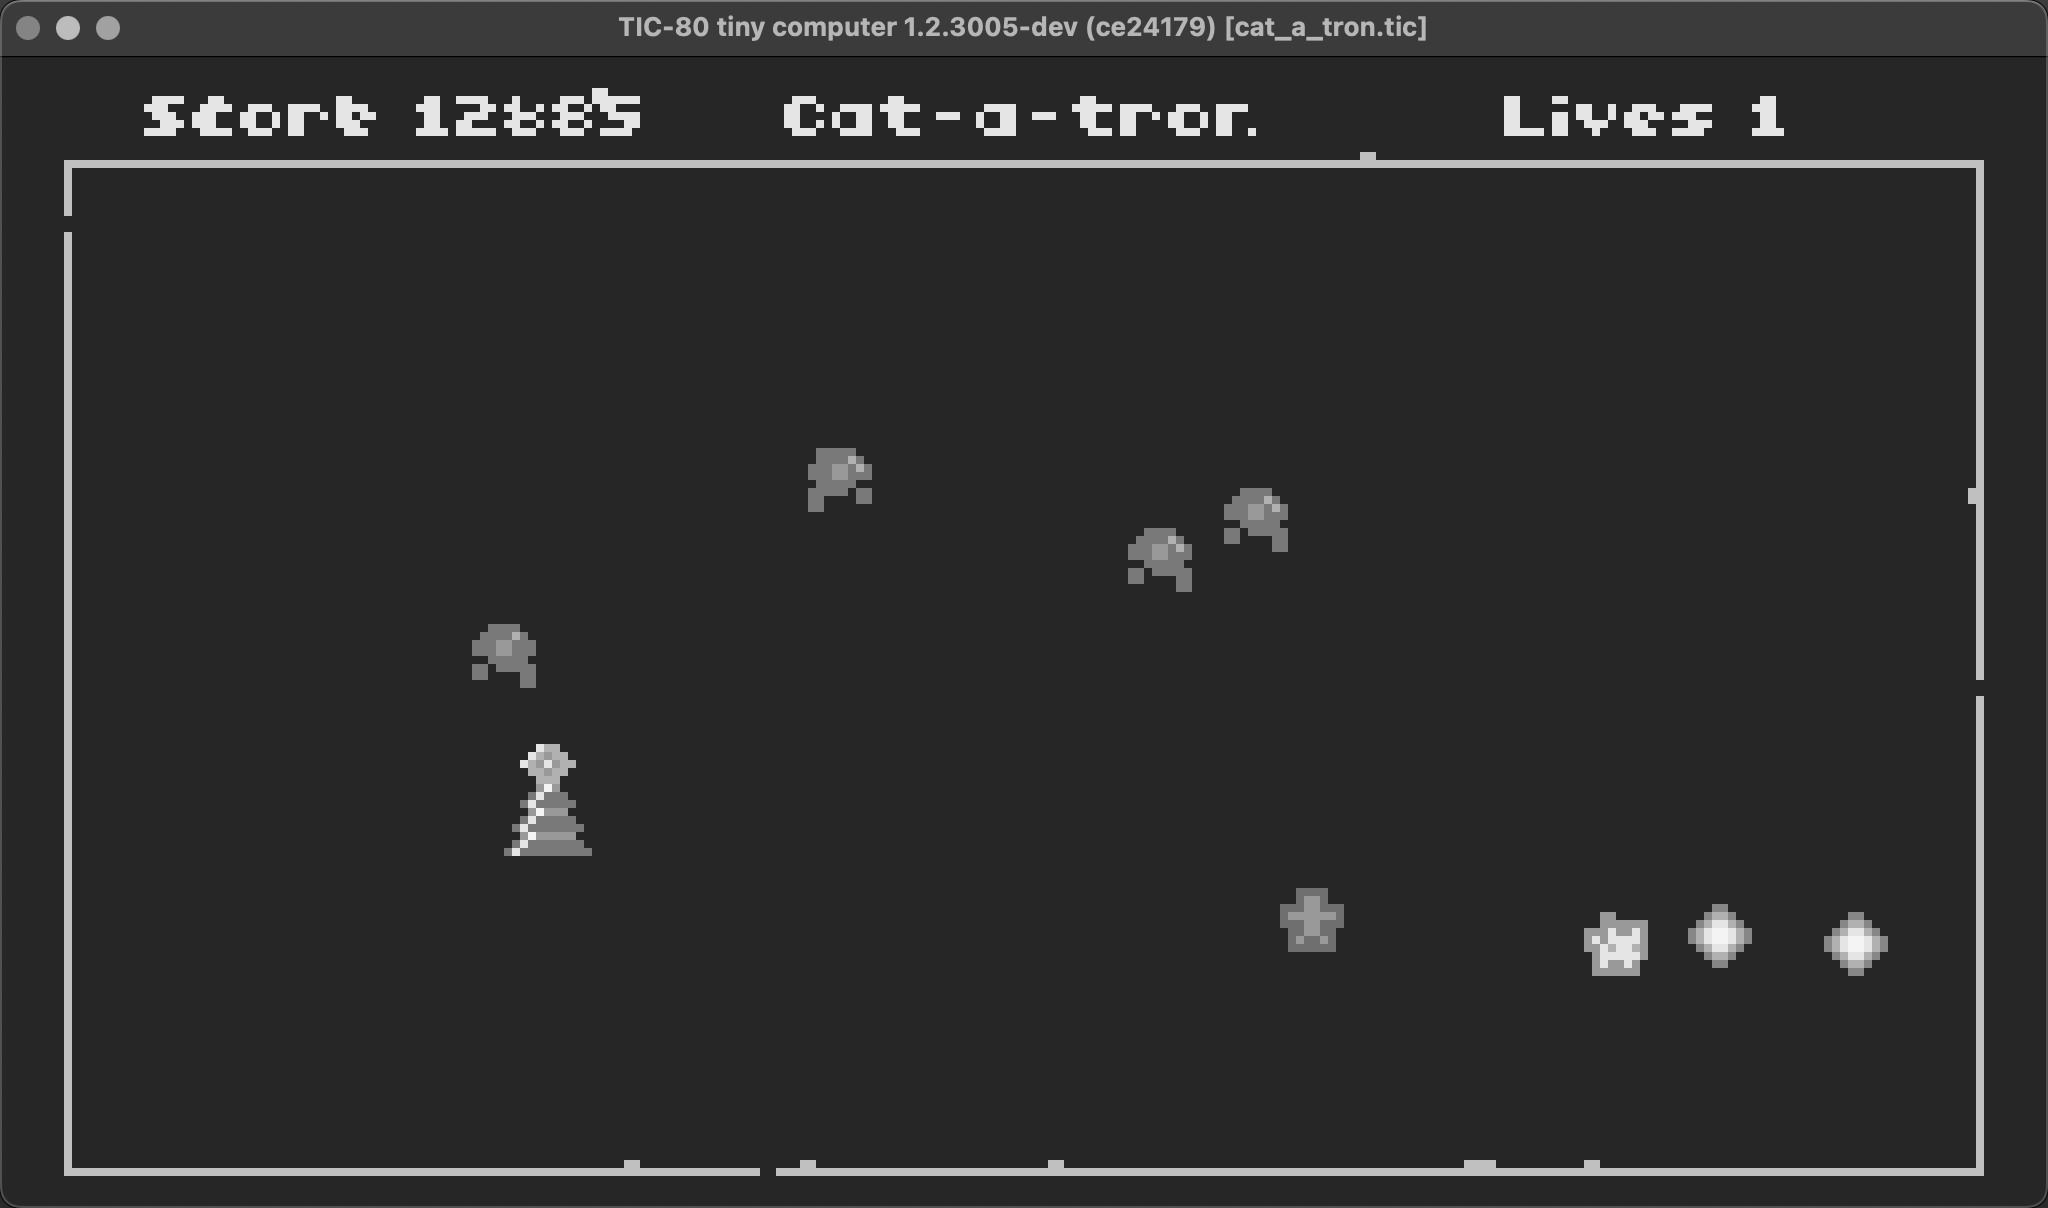 TIC-80 tiny computer 1.2.3005-dev (ce24179) [cat_a_tron.tic]
Score Cat-a-tron Lives 1